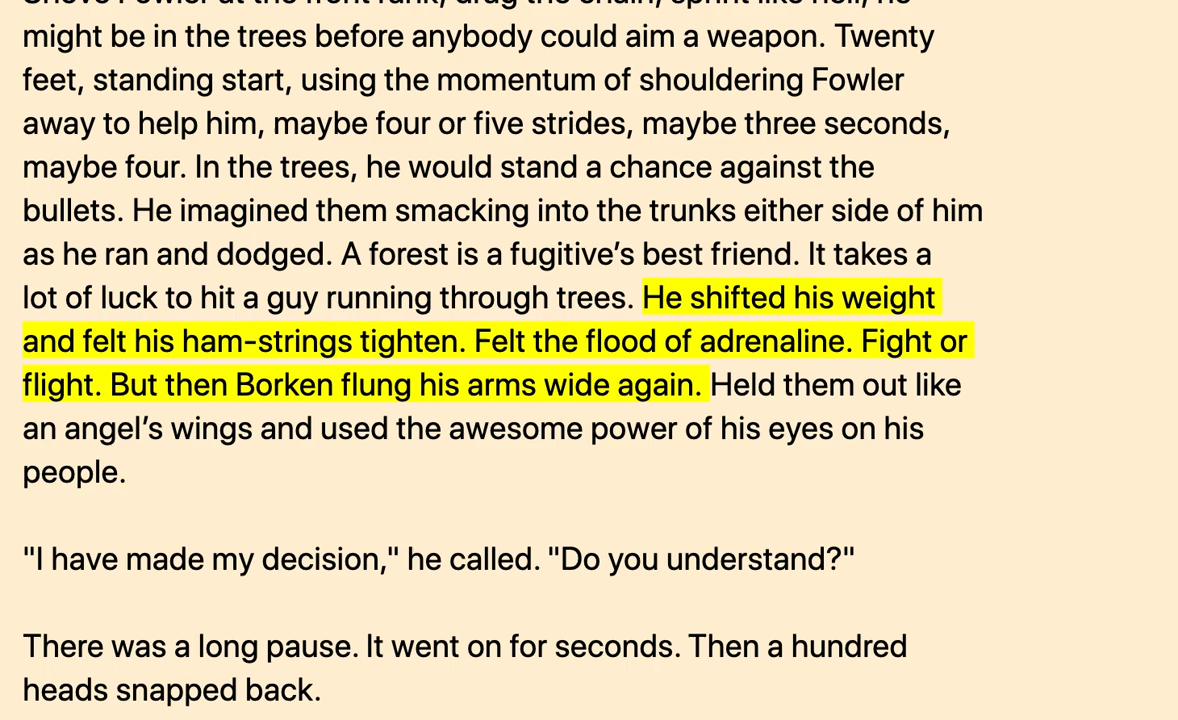 might be in the trees before anybody could aim a weapon. Twenty
feet, standing start, using the momentum of shouldering Fowler
away to help him, maybe four or five strides, maybe three seconds,
maybe four. In the trees, he would stand a chance against the
bullets. He imagined them smacking into the trunks either side of him
as he ran and dodged. A forest is a fugitive’s best friend. It takes a
lot of luck to hit a guy running through trees. He shifted his weight
and felt his ham-strings tighten. Felt the flood of adrenaline. Fight or
flight. But then Borken flung his arms wide again. Held them out like
an angel’s wings and used the awesome power of his eyes on his
people.
"I have made my decision," he called. "Do you understand?"
There was a long pause. It went on for seconds. Then a hundred
heads snapped back.